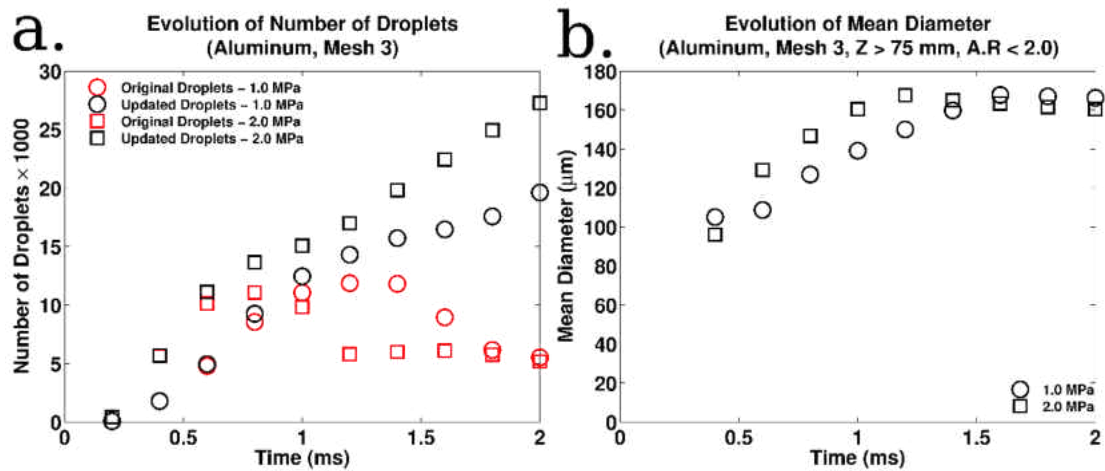 a.
Evolution of Number of Droplets
(Aluminum, Mesh 3)
Number of Droplets × 1000
30
25
20
15
10
5
0
Original Droplets – 1.0 MPa
Updated Droplets – 1.0 MPa
Original Droplets – 2.0 MPa
Updated Droplets – 2.0 MPa
0 0.5 1 1.5 2
Time (ms)
b.
Evolution of Mean Diameter
(Aluminum, Mesh 3, Z > 75 mm, A.R < 2.0)
Mean Diameter (μm)
180
160
140
120
100
80
60
40
20
0
1.0 MPa
2.0 MPa
0 0.5 1 1.5 2
Time (ms)